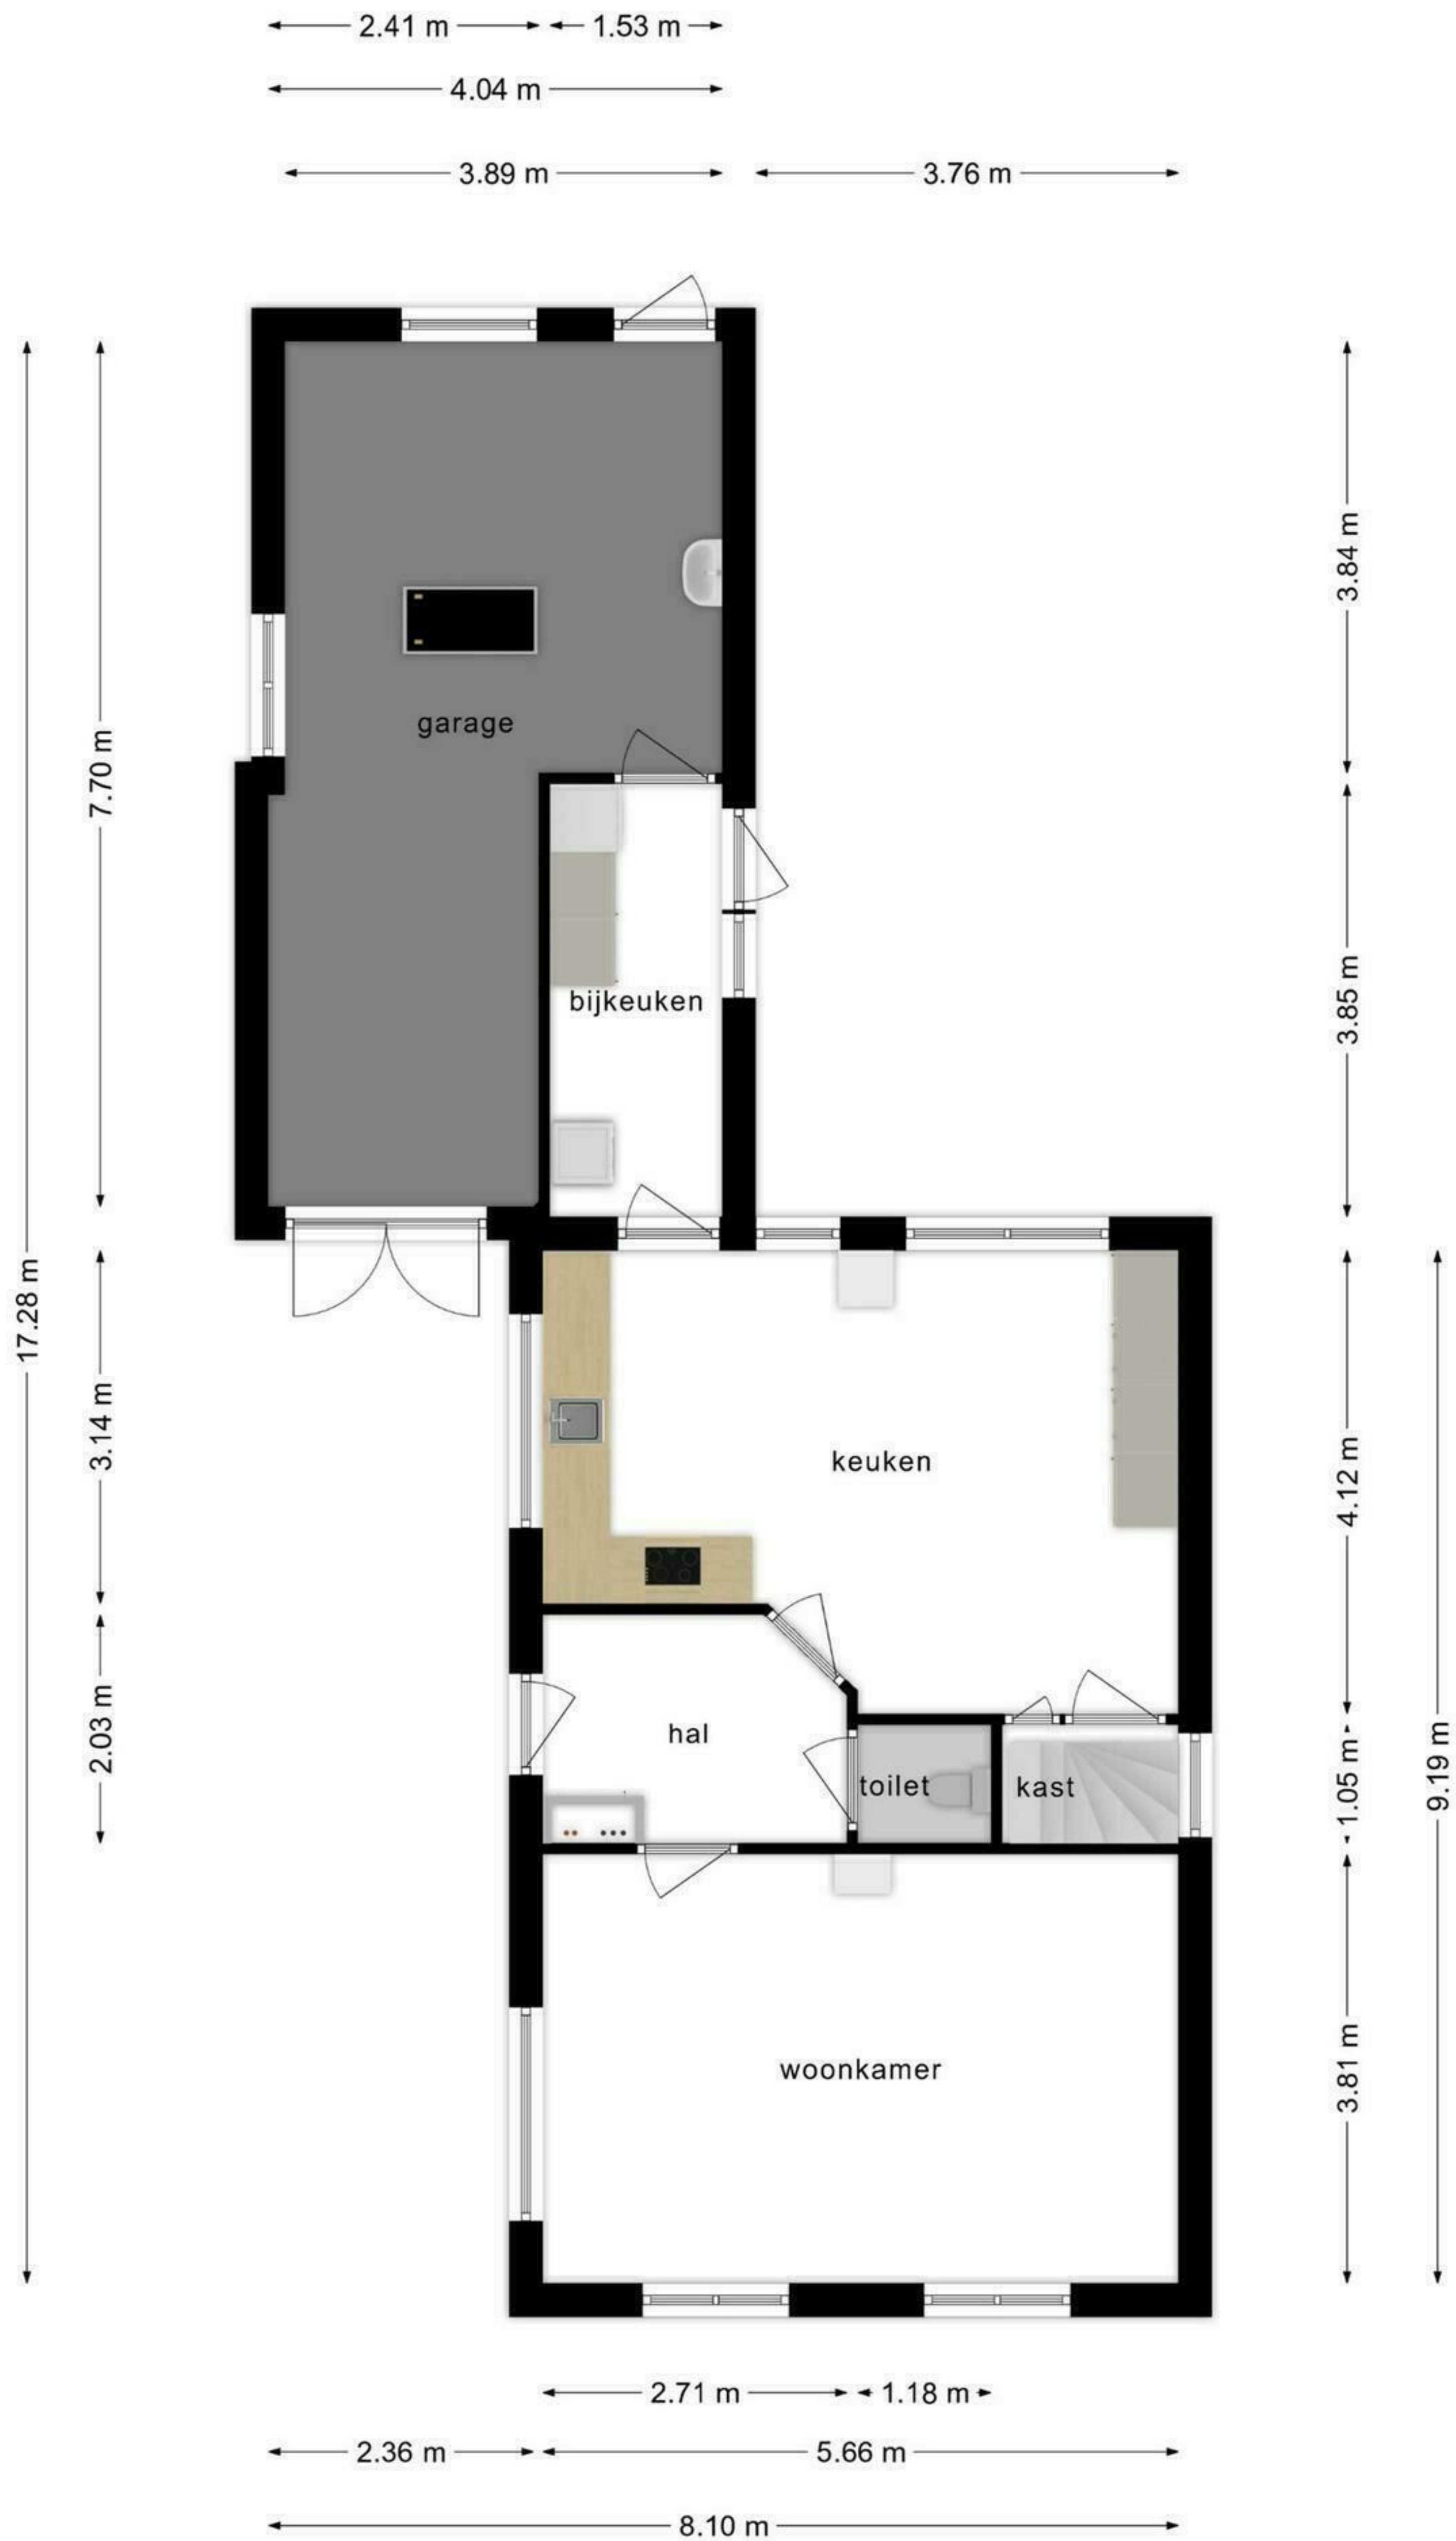 2.41 m 1.53 m
4.04 m
3.89 m 3.76 m
3.84 m
garage
7.70 m
3.85 m
bijkeuken
17.28 m
3.14 m
keuken
4.12 m
2.03 m
hal
toilet
kast
1.05 m
9.19 m
woonkamer
3.81 m
2.71 m 1.18 m
2.36 m 5.66 m
8.10 m